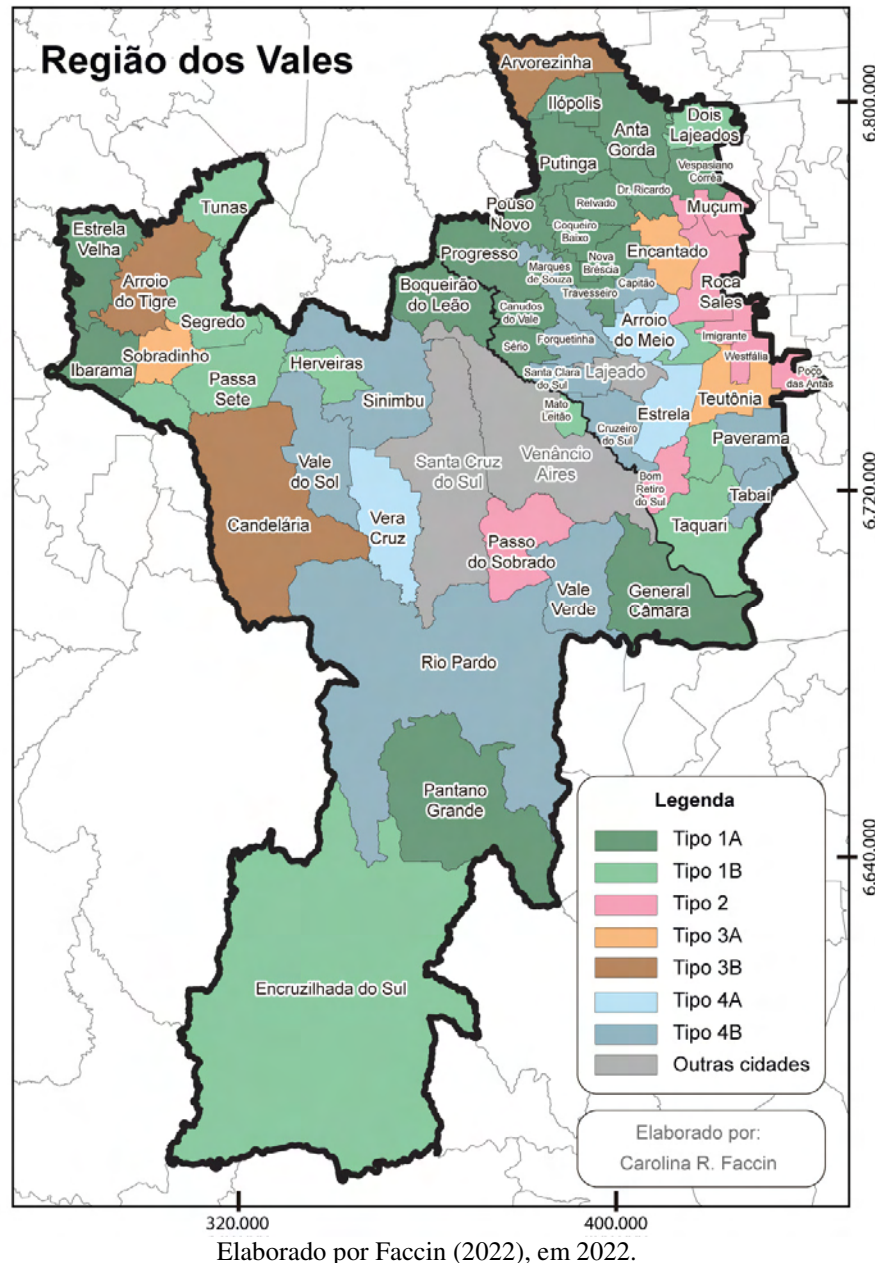 Região dos Vales
Arvorezinha
Ilópolis
Dois
Lajeados
Anta
Gorda
Putinga
Vespasiano
Corrêa
Dr. Ricardo
Tunas
Pouso
Novo
Relvado
Muçum
Estrela
Velha
Coqueiro
Baixo
Encantado
Progresso
Nova
Bréscia
Marques
de Souza
Arroio
do Tigre
Boqueirão
do Leão
Travesseiro
Capitão
Roca
Sales
Canudos
do Vale
Segredo
Arroio
do Meio
Forquetinha
Imigrante
Sobradinho
Sério
Westfália
Ibarama
Herveiras
Passa
Sete
Sinimbu
Santa Clara
do Sul
Lajeado
Poço
das Antas
Teutônia
Mato
Leitão
Estrela
Cruzeiro
do Sul
Paverama
Santa Cruz
do Sul
Venâncio
Aires
Vale
do Sol
Bom
Retiro
do Sul
Tabaí
Candelária
Vera
Cruz
Taquari
Passo
do Sobrado
Vale
Verde
General
Câmara
Rio Pardo
Pantano
Grande
Encruzilhada do Sul
Legenda
Tipo 1A
Tipo 1B
Tipo 2
Tipo 3A
Tipo 3B
Tipo 4A
Tipo 4B
Outras cidades
Elaborado por:
Carolina R. Faccin
6.800.000
6.720.000
6.640.000
320.000
400.000
Elaborado por Faccin (2022), em 2022.